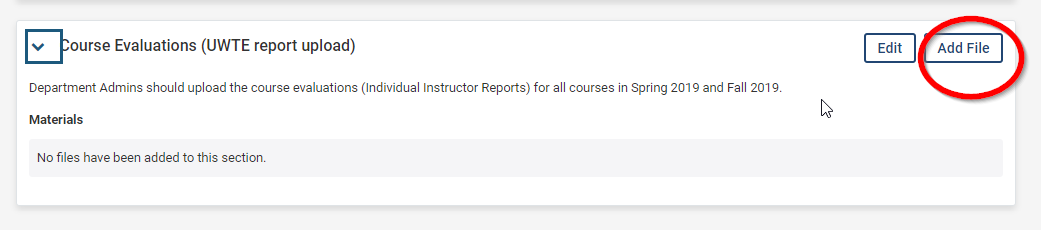 Course Evaluations (UWTE report upload)
Edit
Add File
Department Admins should upload the course evaluations (Individual Instructor Reports) for all courses in Spring 2019 and Fall 2019.
Materials
No files have been added to this section.